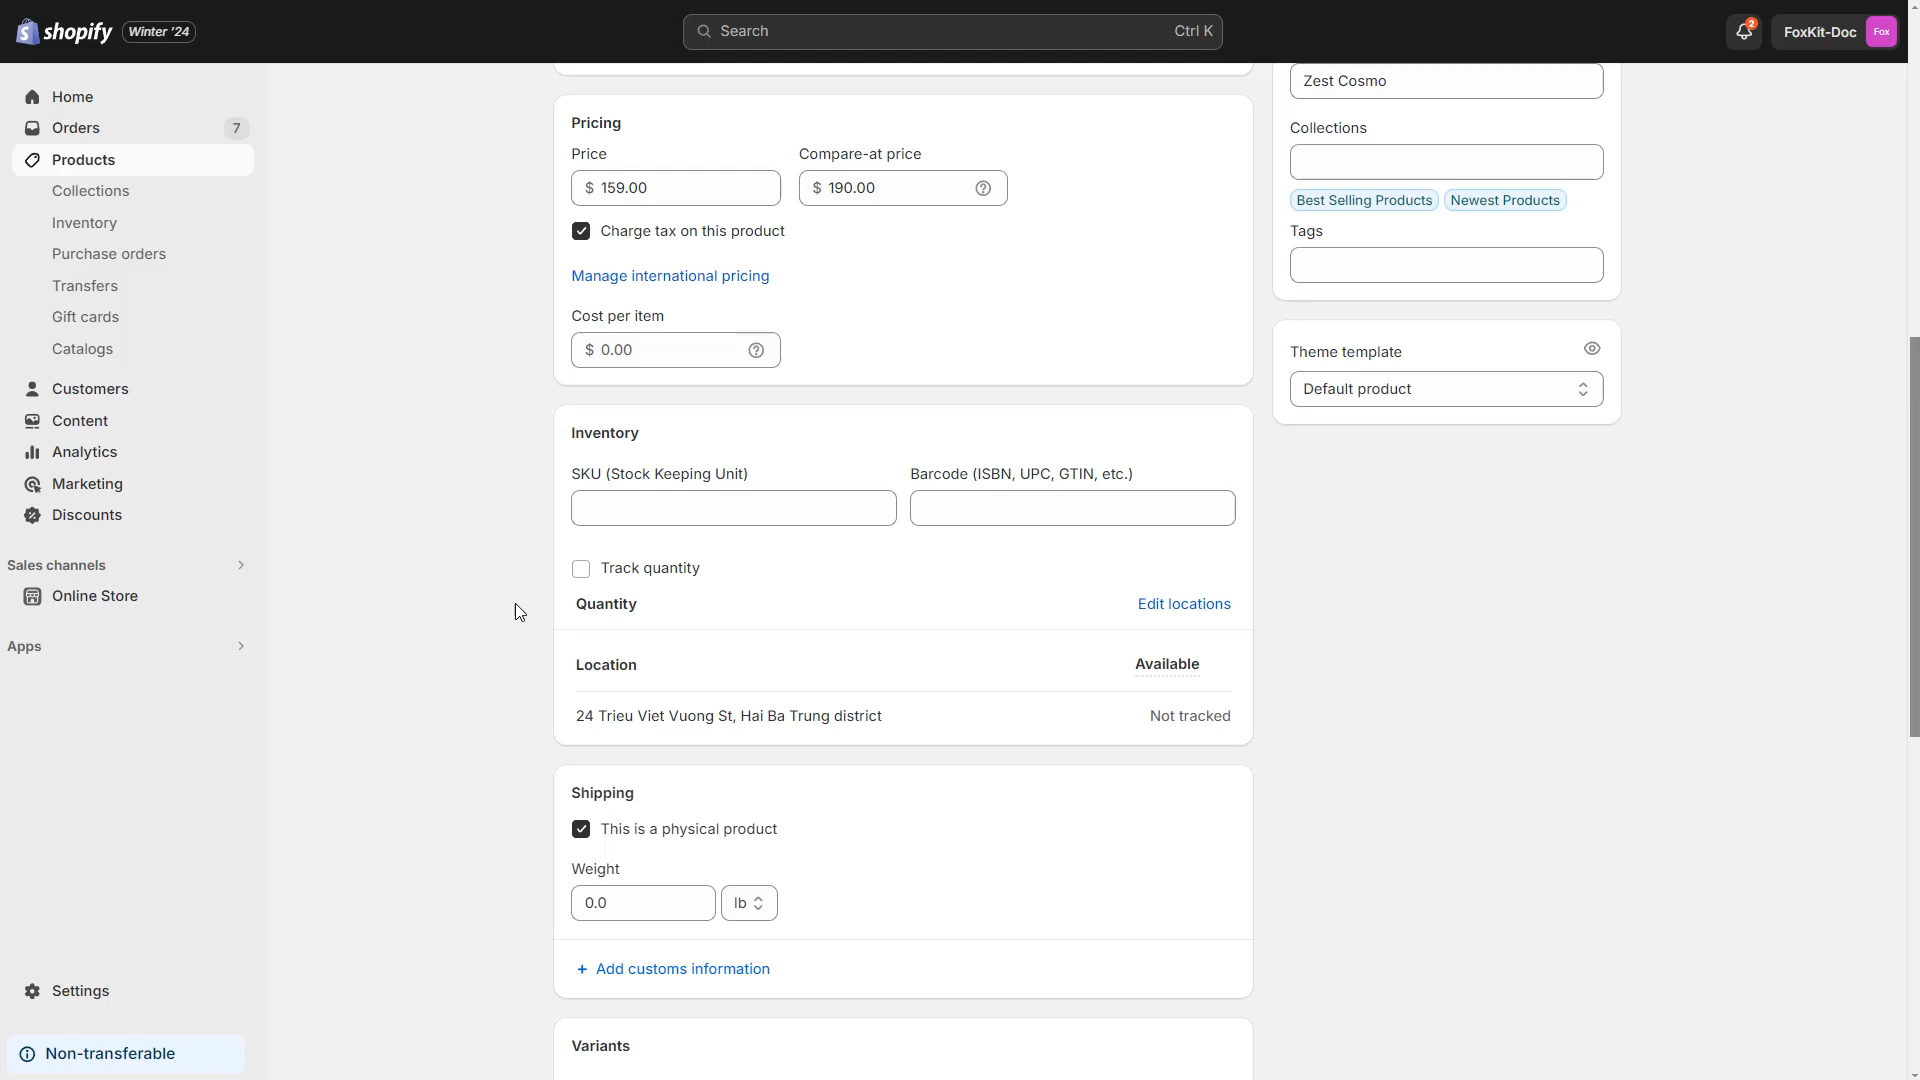 shopify Winter '24
Search Ctrl K
2
FoxKit-Doc Fox
Home
Orders 7
Products
Collections
Inventory
Purchase orders
Transfers
Gift cards
Catalogs
Customers
Content
Analytics
Marketing
Discounts
Sales channels
Online Store
Apps
Settings
Non-transferable
Pricing
Price Compare-at price
$ 159.00 $ 190.00
Charge tax on this product
Manage international pricing
Cost per item
$ 0.00
Inventory
SKU (Stock Keeping Unit) Barcode (ISBN, UPC, GTIN, etc.)
Track quantity
Quantity Edit locations
Location Available
24 Trieu Viet Vuong St, Hai Ba Trung district Not tracked
Shipping
This is a physical product
Weight
0.0 lb
+ Add customs information
Variants
Zest Cosmo
Collections
Best Selling Products Newest Products
Tags
Theme template
Default product